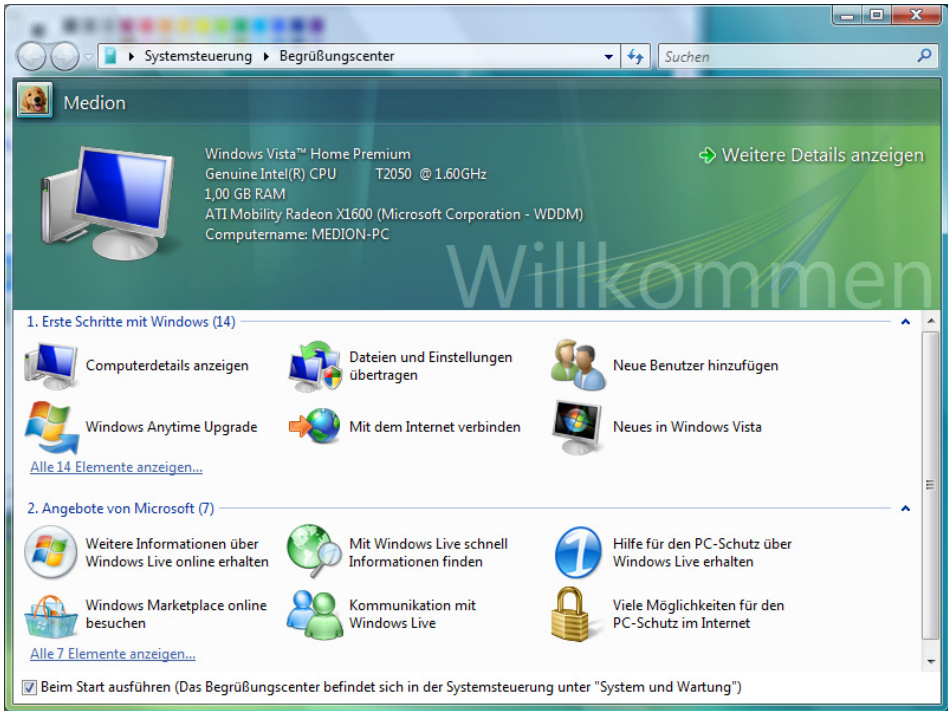 Systemsteuerung
Begrüßungscenter
Suchen
Medion
Windows Vista™ Home Premium
Genuine Intel(R) CPU T2050 @ 1.60GHz
1,00 GB RAM
ATI Mobility Radeon X1600 (Microsoft Corporation - WDDM)
Computername: MEDION-PC
Weitere Details anzeigen
Willkommen
1. Erste Schritte mit Windows (14)
Computerdetails anzeigen
Dateien und Einstellungen
übertragen
Neue Benutzer hinzufügen
Windows Anytime Upgrade
Mit dem Internet verbinden
Neues in Windows Vista
Alle 14 Elemente anzeigen...
2. Angebote von Microsoft (7)
Weitere Informationen über
Windows Live online erhalten
Mit Windows Live schnell
Informationen finden
Hilfe für den PC-Schutz über
Windows Live erhalten
Windows Marketplace online
besuchen
Kommunikation mit
Windows Live
Viele Möglichkeiten für den
PC-Schutz im Internet
Alle 7 Elemente anzeigen...
Beim Start ausführen (Das Begrüßungscenter befindet sich in der Systemsteuerung unter "System und Wartung")